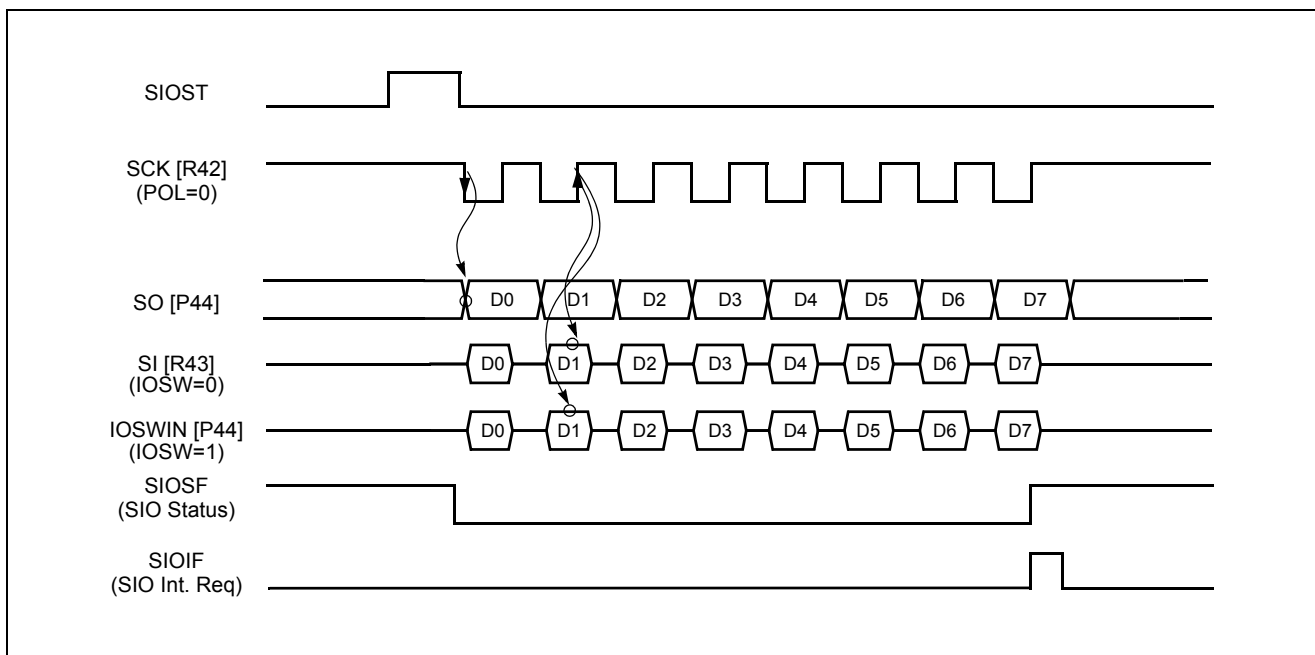 SIOST
SCK [R42]
(POL=0)
SO [P44]
D0 D1 D2 D3 D4 D5 D6 D7
SI [R43]
(IOSW=0)
D0 D1 D2 D3 D4 D5 D6 D7
IOSWIN [P44]
(IOSW=1)
D0 D1 D2 D3 D4 D5 D6 D7
SIOSF
(SIO Status)
SIOIF
(SIO Int. Req)